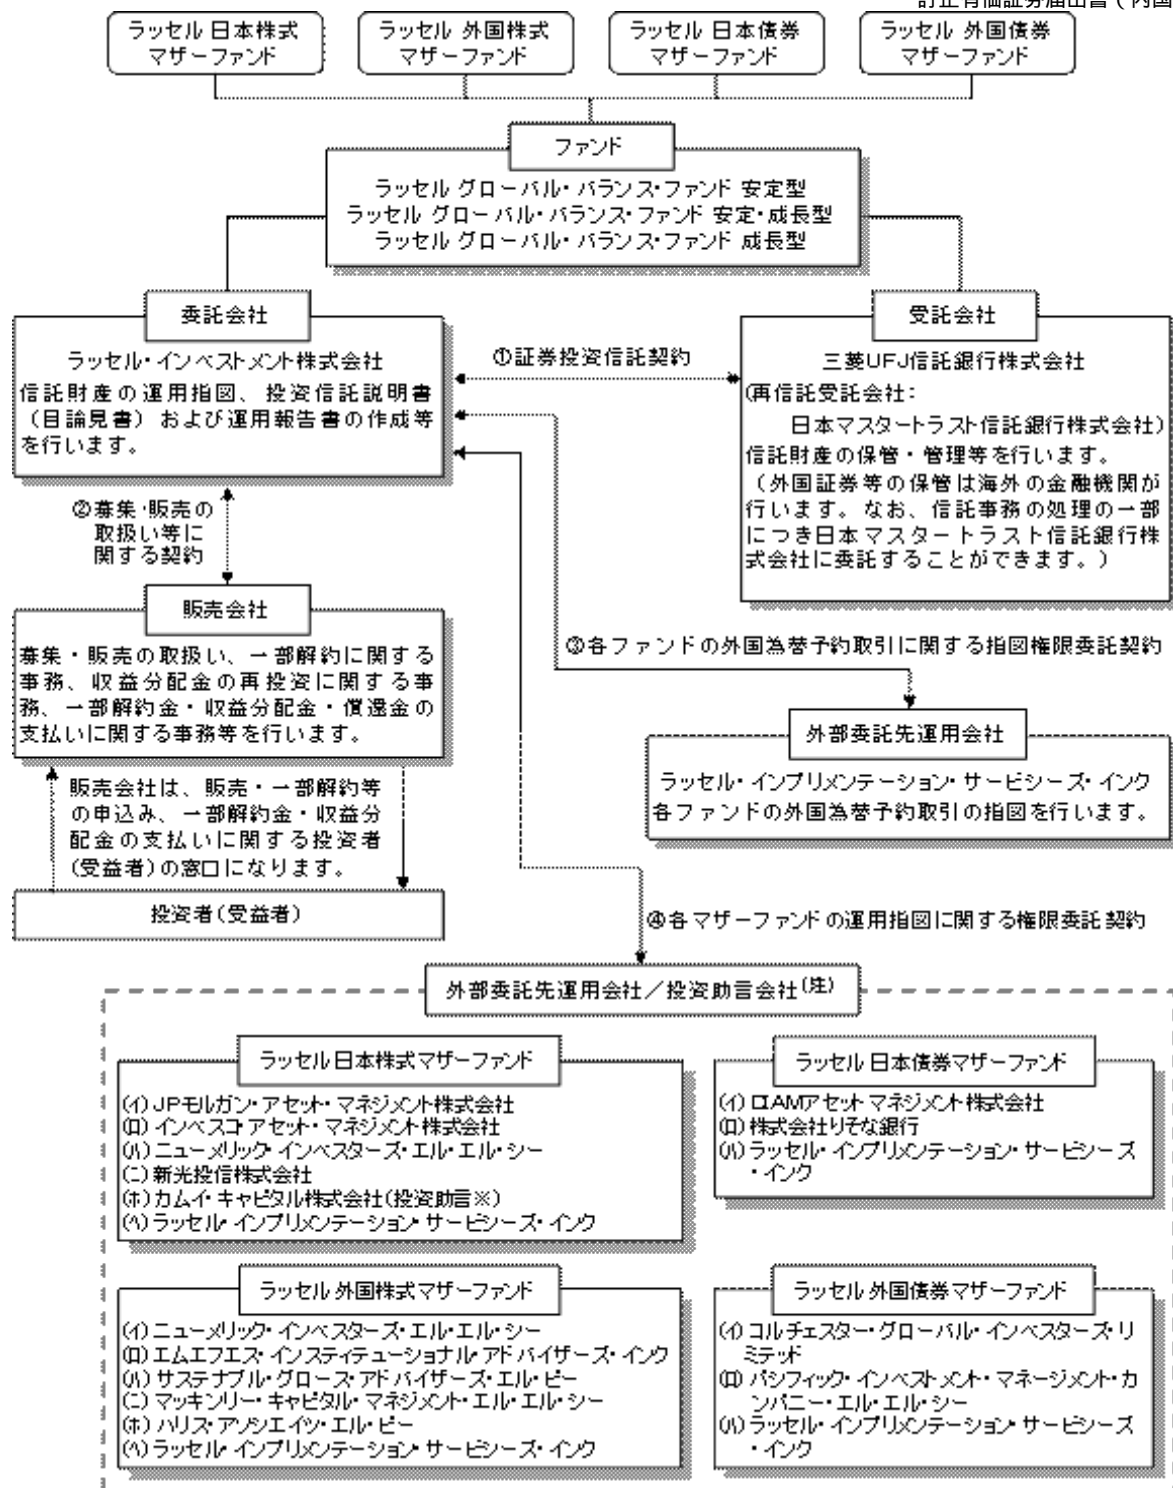 訂正有価証券届出書(内国
ラッセル 日本株式
マザーファンド
ラッセル 外国株式
マザーファンド
ラッセル 日本債券
マザーファンド
ラッセル 外国債券
マザーファンド
ファンド
ラッセル グローバル・バランス・ファンド 安定型
ラッセル グローバル・バランス・ファンド 安定・成長型
ラッセル グローバル・バランス・ファンド 成長型
委託会社
ラッセル・インベストメント株式会社
信託財産の運用指図、投資信託説明書
(目論見書)および運用報告書の作成等
を行います。
①証券投資信託契約
受託会社
三菱UFJ信託銀行株式会社
(再信託受託会社:
日本マスタートラスト信託銀行株式会社)
信託財産の保管・管理等を行います。
(外国証券等の保管は海外の金融機関が
行います。なお、信託事務の処理の一部
につき日本マスタートラスト信託銀行株
式会社に委託することができます。)
②募集・販売の
取扱い等に
関する契約
販売会社
募集・販売の取扱い、一部解約に関する
事務、収益分配金の再投資に関する事
務、一部解約金・収益分配金・償還金の
支払いに関する事務等を行います。
③各ファンドの外国為替予約取引に関する指図権限委託契約
外部委託先運用会社
ラッセル・インプリメンテーション・サービシーズ・インク
各ファンドの外国為替予約取引の指図を行います。
販売会社は、販売・一部解約等
の申込み、一部解約金・収益分
配金の支払いに関する投資者
(受益者)の窓口になります。
投資者(受益者)
④各マザーファンドの運用指図に関する権限委託契約
外部委託先運用会社/投資助言会社(注)
ラッセル 日本株式マザーファンド
(イ)JPモルガン・アセット・マネジメント株式会社
(ロ)インベスコ・アセット・マネジメント株式会社
(ハ)ニューメリック・インベスターズ・エル・エル・シー
(ニ)新光投信株式会社
(ホ)カムイ・キャピタル株式会社(投資助言※)
(ヘ)ラッセル・インプリメンテーション・サービシーズ・インク
ラッセル 日本債券マザーファンド
(イ)DIAMアセットマネジメント株式会社
(ロ)株式会社りそな銀行
(ハ)ラッセル・インプリメンテーション・サービシーズ
・インク
ラッセル 外国株式マザーファンド
(イ)ニューメリック・インベスターズ・エル・エル・シー
(ロ)エムエフエス・インスティテューショナル・アドバイザーズ・インク
(ハ)サステナブル・グロース・アドバイザーズ・エル・ピー
(ニ)マッキンリー・キャピタル・マネジメント・エル・エル・シー
(ホ)ハリス・アソシエイツ・エル・ピー
(ヘ)ラッセル・インプリメンテーション・サービシーズ・インク
ラッセル 外国債券マザーファンド
(イ)コルチェスター・グローバル・インベスターズ・リ
ミテッド
(ロ)パシフィック・インベストメント・マネージメント・カ
ンパニー・エル・エル・シー
(ハ)ラッセル・インプリメンテーション・サービシーズ
・インク